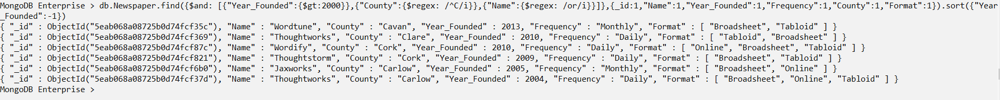 MongoDB Enterprise > db.Newspaper.find({$and: [{"Year_Founded":{$gt:2000}},{"County":{$regex: /^C/i}},{"Name":{$regex: /or/i}}]},{_id:1,"Name":1,"Year_Founded":1,"Frequency":1,"County":1,"Format":1}).sort({"Year
_Founded":-1})
{ "_id" : ObjectId("5eab068a08725b0d74fcf35c"), "Name" : "Wordtune", "County" : "Cavan", "Year_Founded" : 2013, "Frequency" : "Monthly", "Format" : [ "Broadsheet", "Tabloid" ] }
{ "_id" : ObjectId("5eab068a08725b0d74fcf369"), "Name" : "Thoughtworks", "County" : "Clare", "Year_Founded" : 2010, "Frequency" : "Daily", "Format" : [ "Tabloid", "Broadsheet" ] }
{ "_id" : ObjectId("5eab068a08725b0d74fcf87c"), "Name" : "Wordify", "County" : "Cork", "Year_Founded" : 2010, "Frequency" : "Daily", "Format" : [ "Online", "Broadsheet", "Tabloid" ] }
{ "_id" : ObjectId("5eab068a08725b0d74fcf821"), "Name" : "Thoughtstorm", "County" : "Cork", "Year_Founded" : 2009, "Frequency" : "Daily", "Format" : [ "Broadsheet", "Tabloid" ] }
{ "_id" : ObjectId("5eab068a08725b0d74fcf6b0"), "Name" : "Jaxworks", "County" : "Carlow", "Year_Founded" : 2005, "Frequency" : "Monthly", "Format" : [ "Broadsheet", "Online" ] }
{ "_id" : ObjectId("5eab068a08725b0d74fcf37d"), "Name" : "Thoughtworks", "County" : "Carlow", "Year_Founded" : 2004, "Frequency" : "Daily", "Format" : [ "Broadsheet", "Online", "Tabloid" ] }
MongoDB Enterprise >